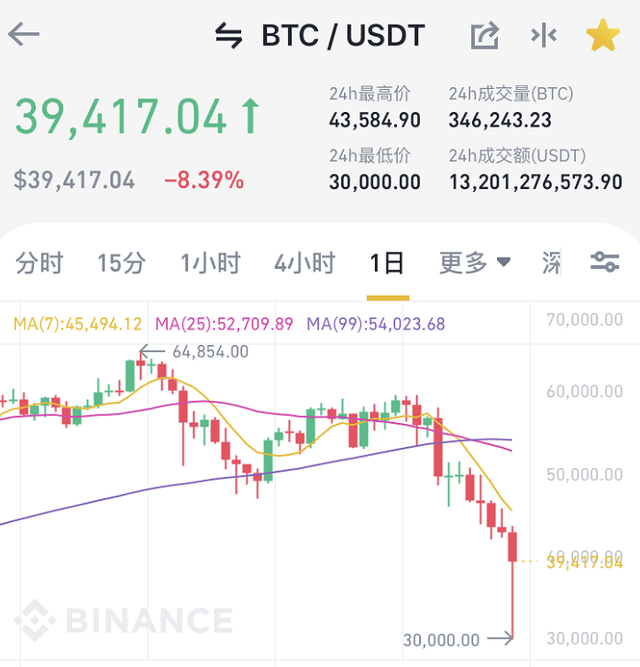 BTC / USDT
39,417.04
$39,417.04 -8.39%
24h最高价
43,584.90
24h成交量(BTC)
346,243.23
24h最低价
30,000.00
24h成交额(USDT)
13,201,276,573.90
分时 15分 1小时 4小时 1日 更多 深
MA(7):45,494.12 MA(25):52,709.89 MA(99):54,023.68
70,000.00
64,854.00
60,000.00
50,000.00
40,000.00
39,417.04
30,000.00
30,000.00
BINANCE